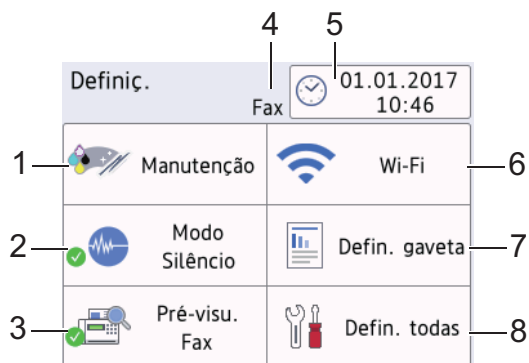 4 5
Definiç.
Fax
01.01.2017
10:46
1
Manutenção
Wi-Fi
6
2
Modo
Silêncio
Defin. gaveta
7
3
Pré-visu.
Fax
Defin. todas
8